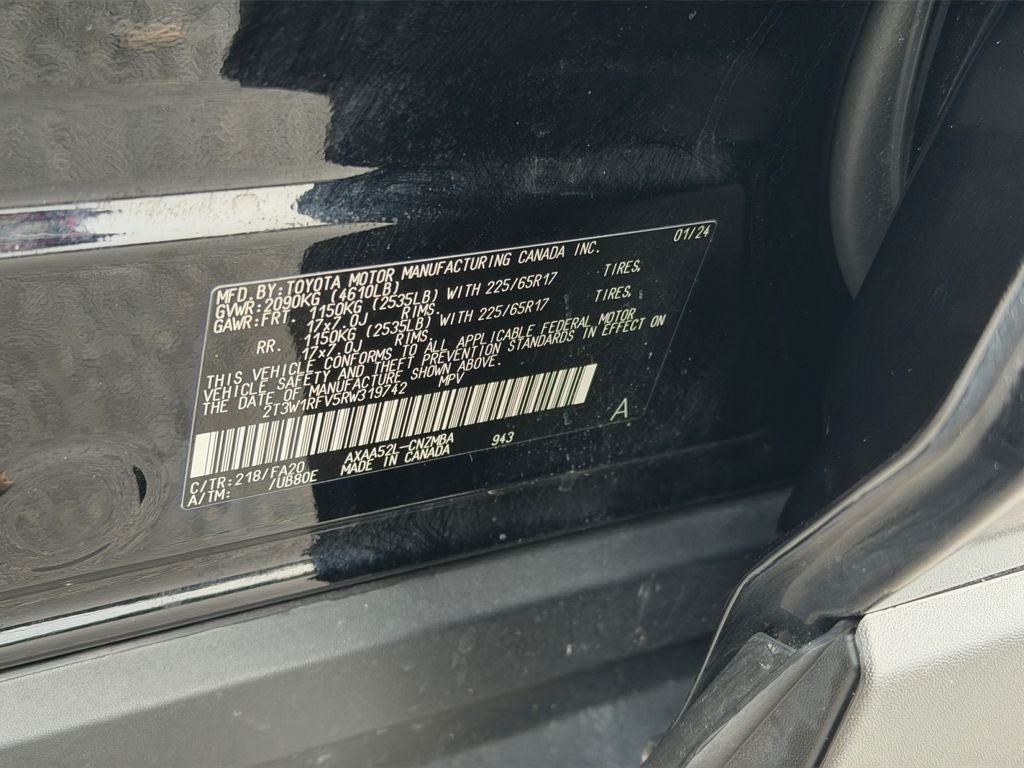 MFD. BY: TOYOTA MOTOR MANUFACTURING CANADA INC. 01/24
GVWR: 2090KG (4610LB)
GAWR: FRT. 1150KG (2535LB) WITH 225/65R17 TIRES,
17x7.0J RIMS.
RR. 1150KG (2535LB) WITH 225/65R17 TIRES,
17x7.0J RIMS.
THIS VEHICLE CONFORMS TO ALL APPLICABLE FEDERAL MOTOR
VEHICLE SAFETY AND THEFT PREVENTION STANDARDS IN EFFECT ON
THE DATE OF MANUFACTURE SHOWN ABOVE.
2T3W1RFV5RW319742 MPV
A
AXAA52L-CNZMBA 943
C/TR: 218/FA20 MADE IN CANADA
A/TM: /UB80E